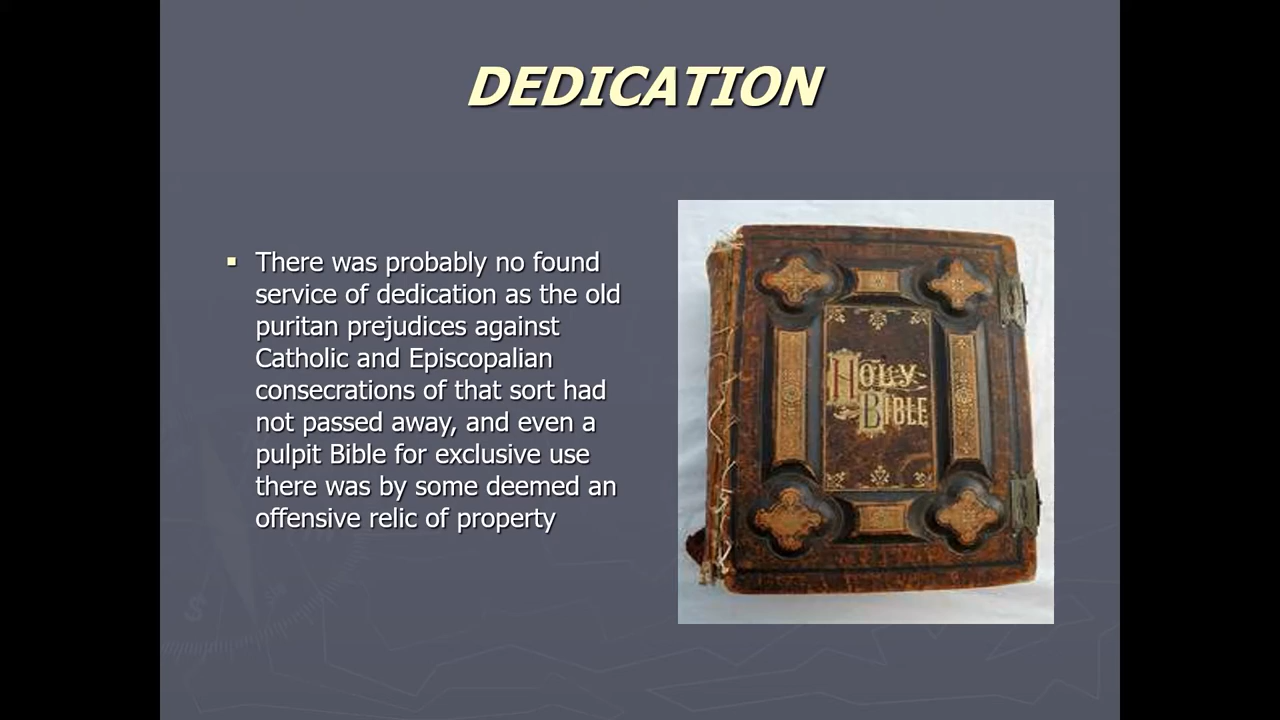 DEDICATION
There was probably no found
service of dedication as the old
puritan prejudices against
Catholic and Episcopalian
consecrations of that sort had
not passed away, and even a
pulpit Bible for exclusive use
there was by some deemed an
offensive relic of property
HOLY
BIBLE